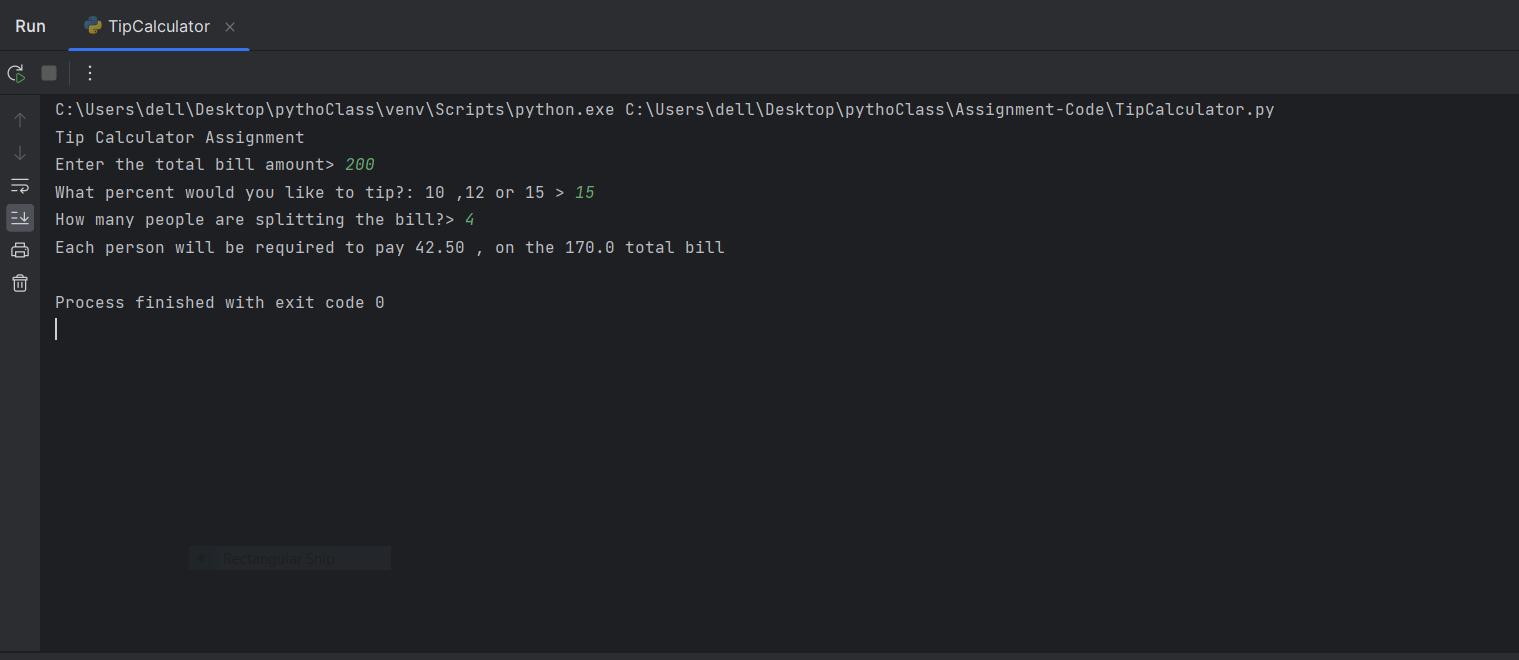 Run TipCalculator
C:\Users\dell\Desktop\pythoClass\venv\Scripts\python.exe C:\Users\dell\Desktop\pythoClass\Assignment-Code\TipCalculator.py
Tip Calculator Assignment
Enter the total bill amount> 200
What percent would you like to tip?: 10 ,12 or 15 > 15
How many people are splitting the bill?> 4
Each person will be required to pay 42.50 , on the 170.0 total bill
Process finished with exit code 0
Rectangular Snip